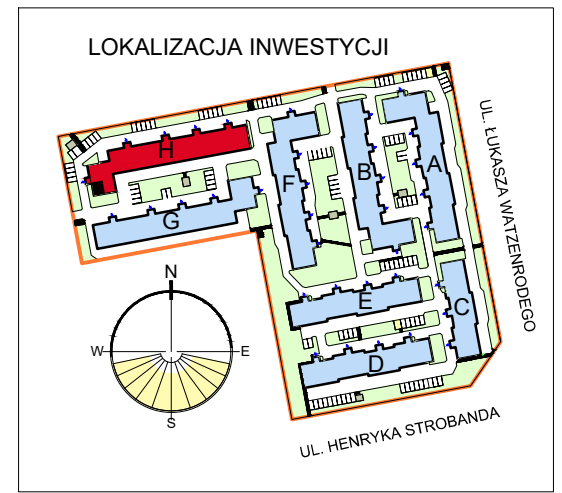 LOKALIZACJA INWESTYCJI
H
G
F
B
A
E
C
D
UL. ŁUKASZA WATZENRODEGO
UL. HENRYKA STROBANDA
N
W
E
S